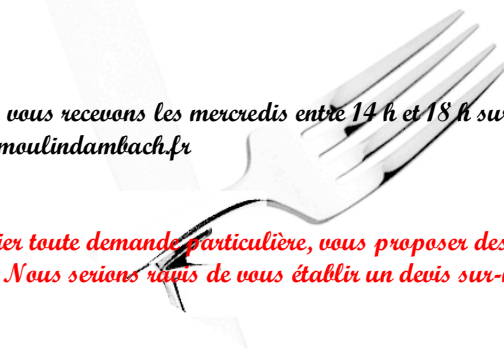 vous recevons les mercredis entre 14 h et 18 h sur
moulindambach.fr
ier toute demande particulière, vous proposer des
Nous serions ravis de vous établir un devis sur-